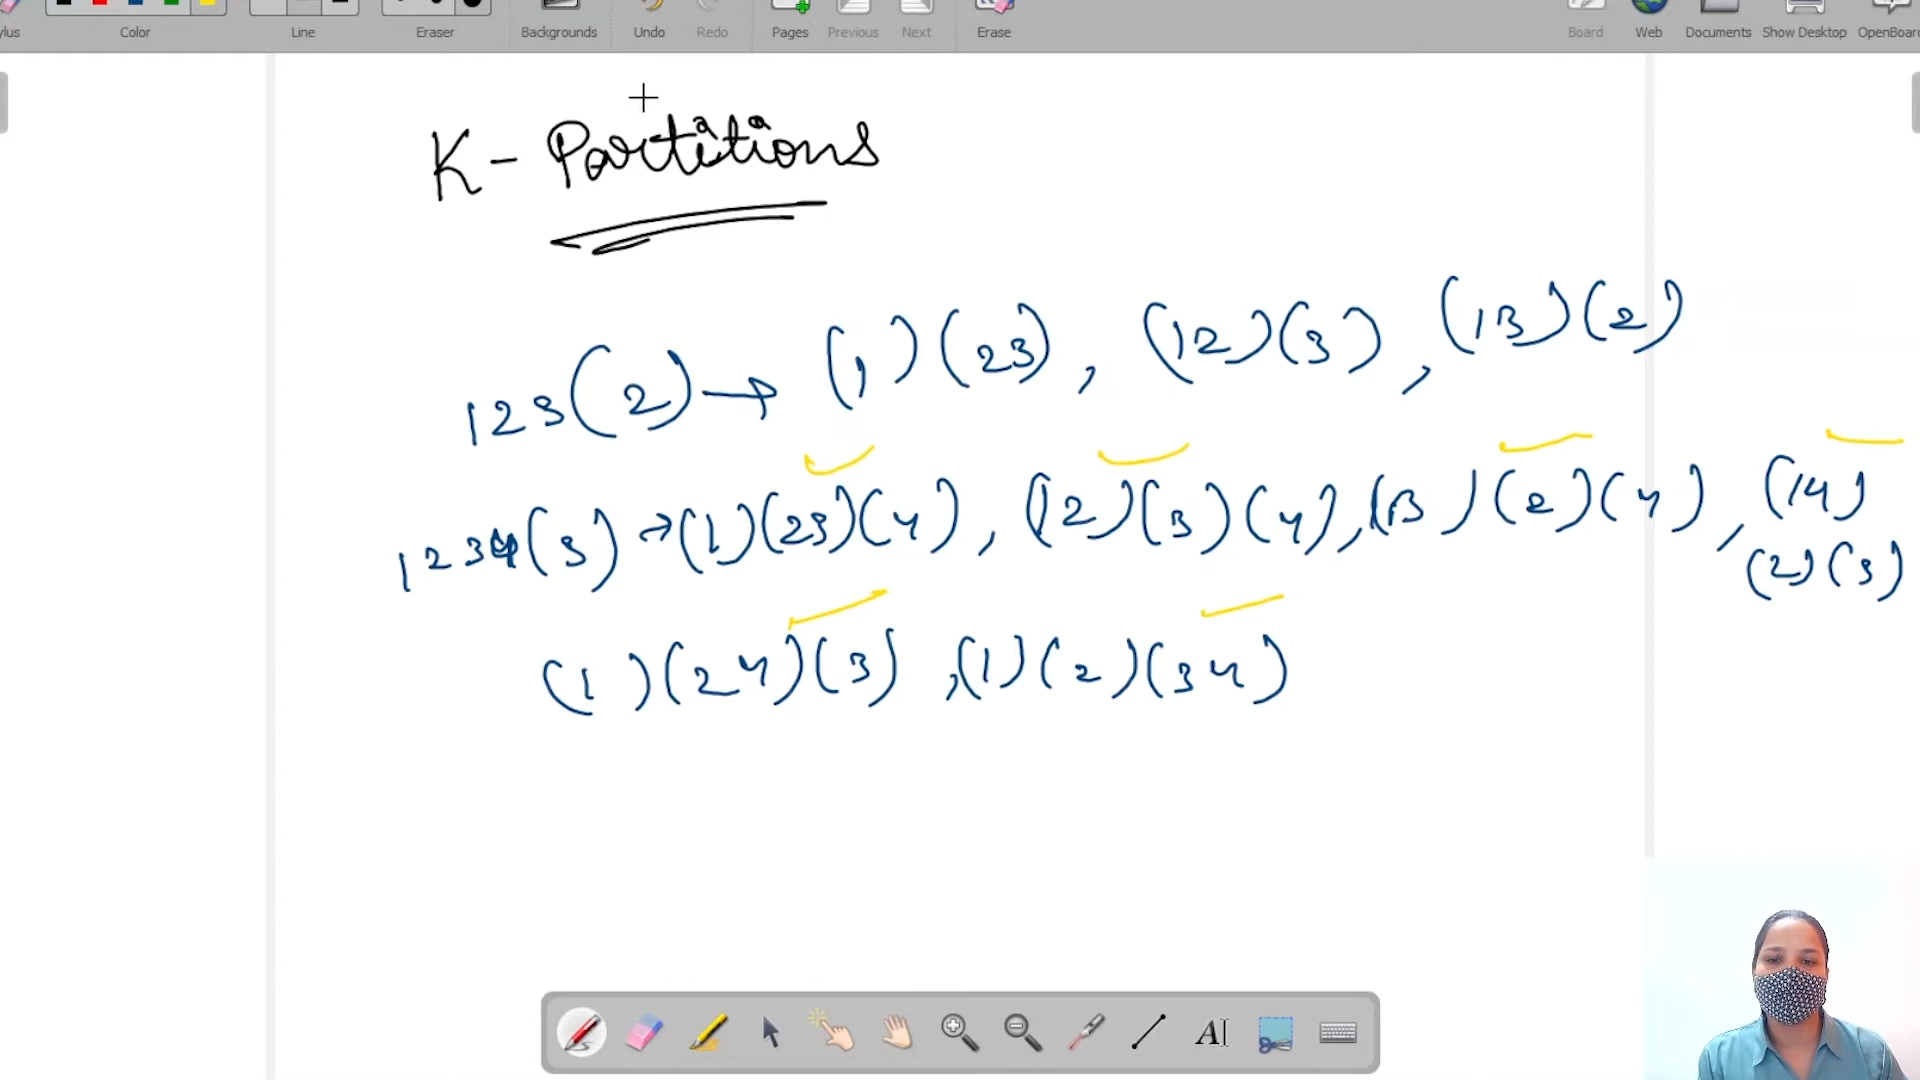 ylus Color Line Eraser Backgrounds Undo Redo Pages Previous Next Erase Board Web Documents Show Desktop OpenBoar
K - Partitions
123(2) → (1)(23), (12)(3), (13)(2)
1234(3) → (1)(23)(4), (12)(3)(4), (13)(2)(4), (14)
(2)(3)
(1)(24)(3), (1)(2)(34)